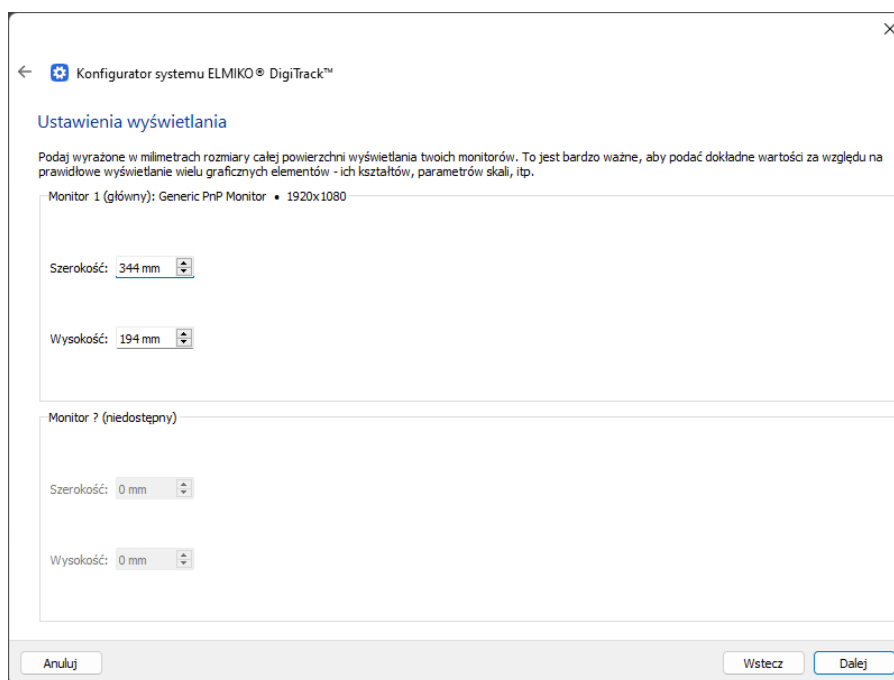 Konfigurator systemu ELMIKO® DigiTrack™
Ustawienia wyświetlania
Podaj wyrażone w milimetrach rozmiary całej powierzchni wyświetlania twoich monitorów. To jest bardzo ważne, aby podać dokładne wartości za względu na
prawidłowe wyświetlanie wielu graficznych elementów - ich kształtów, parametrów skali, itp.
Monitor 1 (główny): Generic PnP Monitor • 1920x1080
Szerokość: 344 mm
Wysokość: 194 mm
Monitor ? (niedostępny)
Szerokość: 0 mm
Wysokość: 0 mm
Anuluj Wstecz Dalej